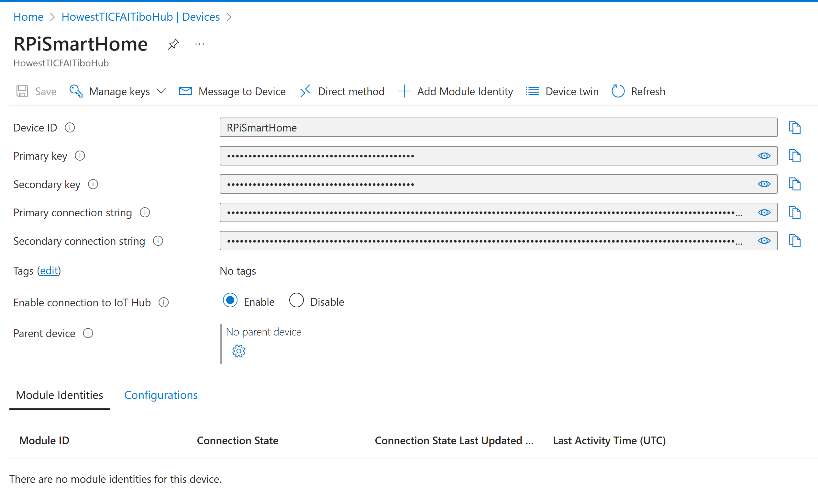 Home > HowestTICFAITiboHub | Devices >
RPiSmartHome ...
HowestTICFAITiboHub
Save Manage keys Message to Device Direct method Add Module Identity Device twin Refresh
Device ID RPiSmartHome
Primary key ••••••••••••••••••••••••••••••••••••••••••••
Secondary key ••••••••••••••••••••••••••••••••••••••••••••
Primary connection string ...
Secondary connection string ...
Tags (edit) No tags
Enable connection to IoT Hub Enable Disable
Parent device No parent device
Module Identities Configurations
Module ID Connection State Connection State Last Updated ... Last Activity Time (UTC)
There are no module identities for this device.